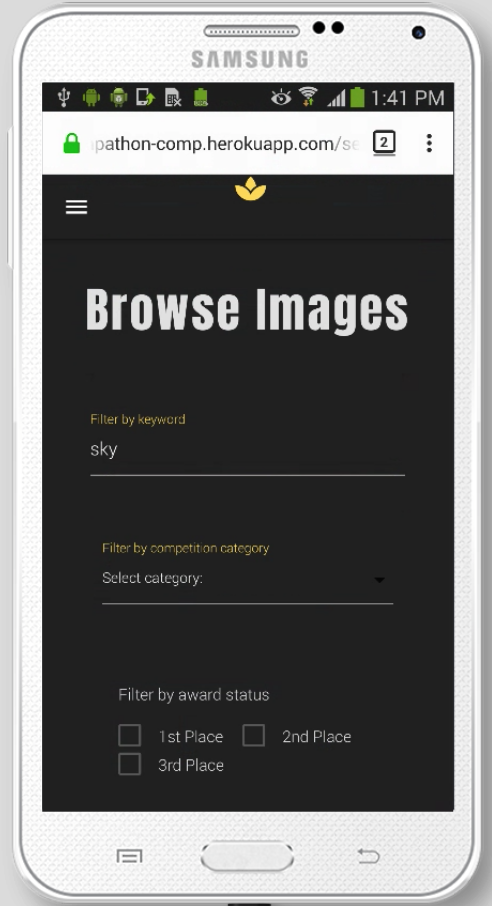 SAMSUNG
1:41 PM
pathon-comp.herokuapp.com/se
2
Browse Images
Filter by keyword
sky
Filter by competition category
Select category:
Filter by award status
1st Place 2nd Place
3rd Place